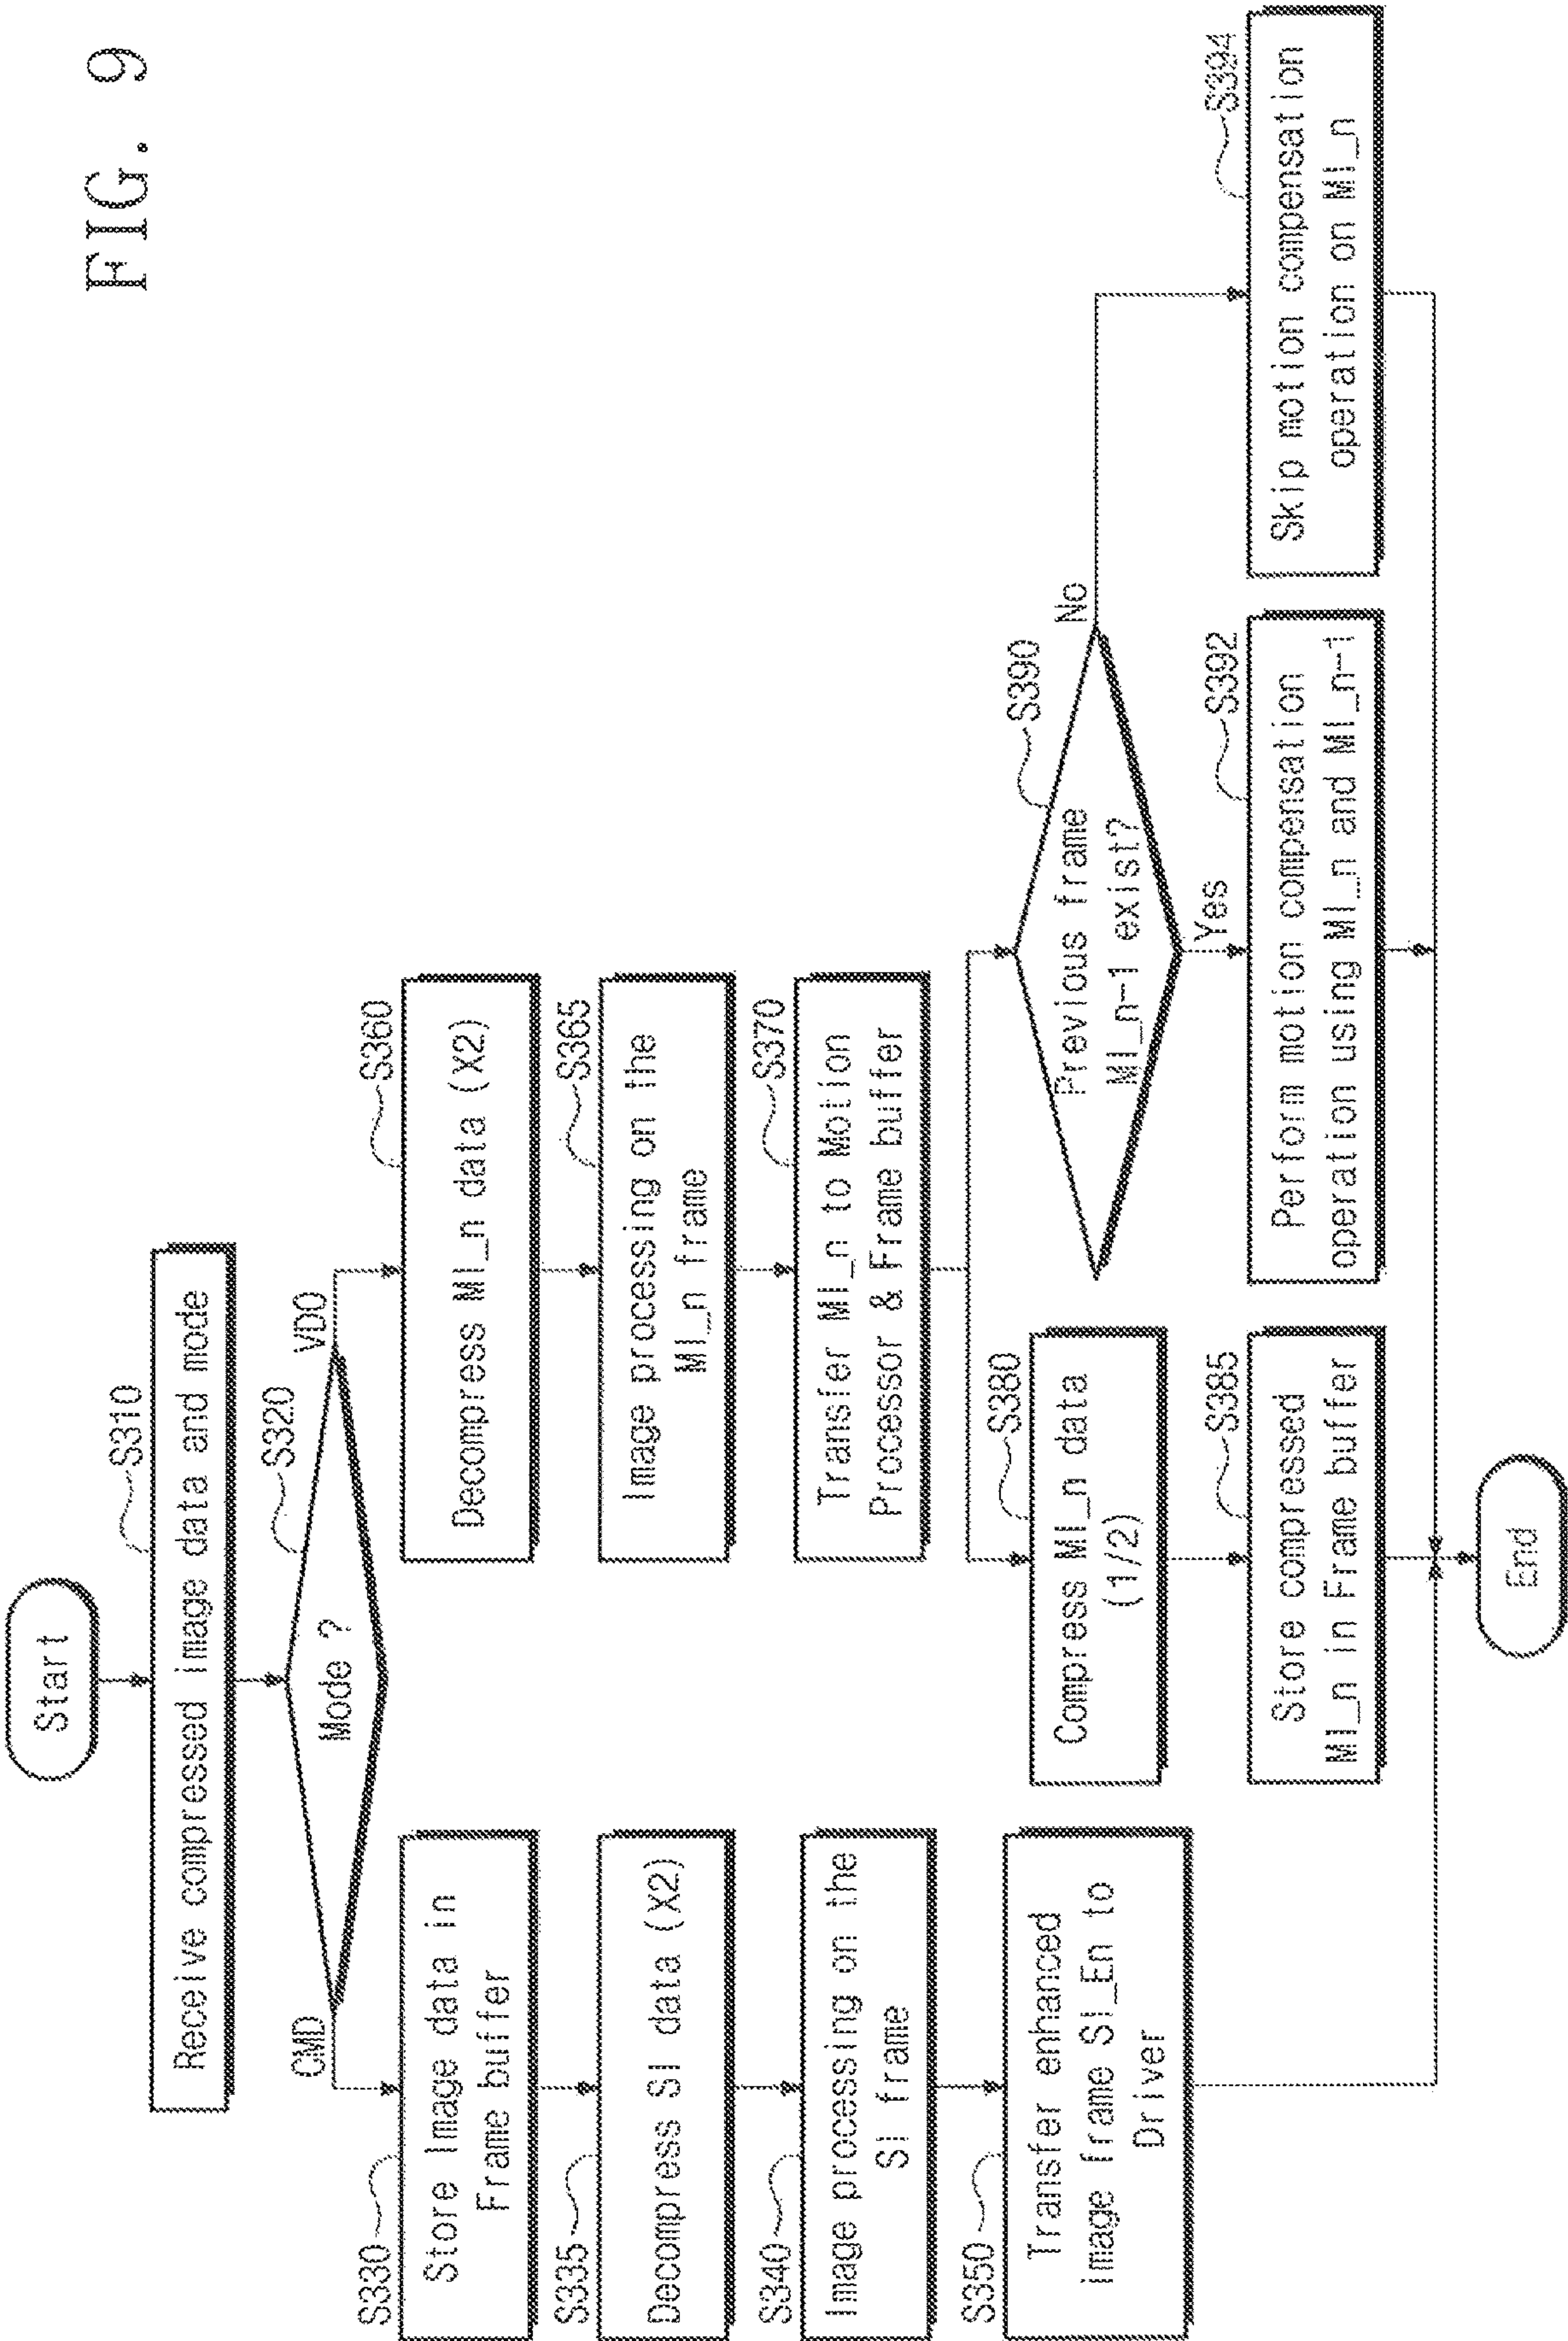 FIG. 9
Start
S310
Receive compressed image data and mode
S320
Mode ?
CMD
VDO
S330
Store Image data in
Frame buffer
S335
Decompress SI data (X2)
S340
Image processing on the
SI frame
S350
Transfer enhanced
image frame SI_En to
Driver
S360
Decompress MI_n data (X2)
S365
Image processing on the
MI_n frame
S370
Transfer MI_n to Motion
Processor & Frame buffer
S380
Compress MI_n data
(1/2)
S385
Store compressed
MI_n in Frame buffer
S390
Previous frame
MI_n-1 exist?
Yes
No
S392
Perform motion compensation
operation using MI_n and MI_n-1
S394
Skip motion compensation
operation on MI_n
End